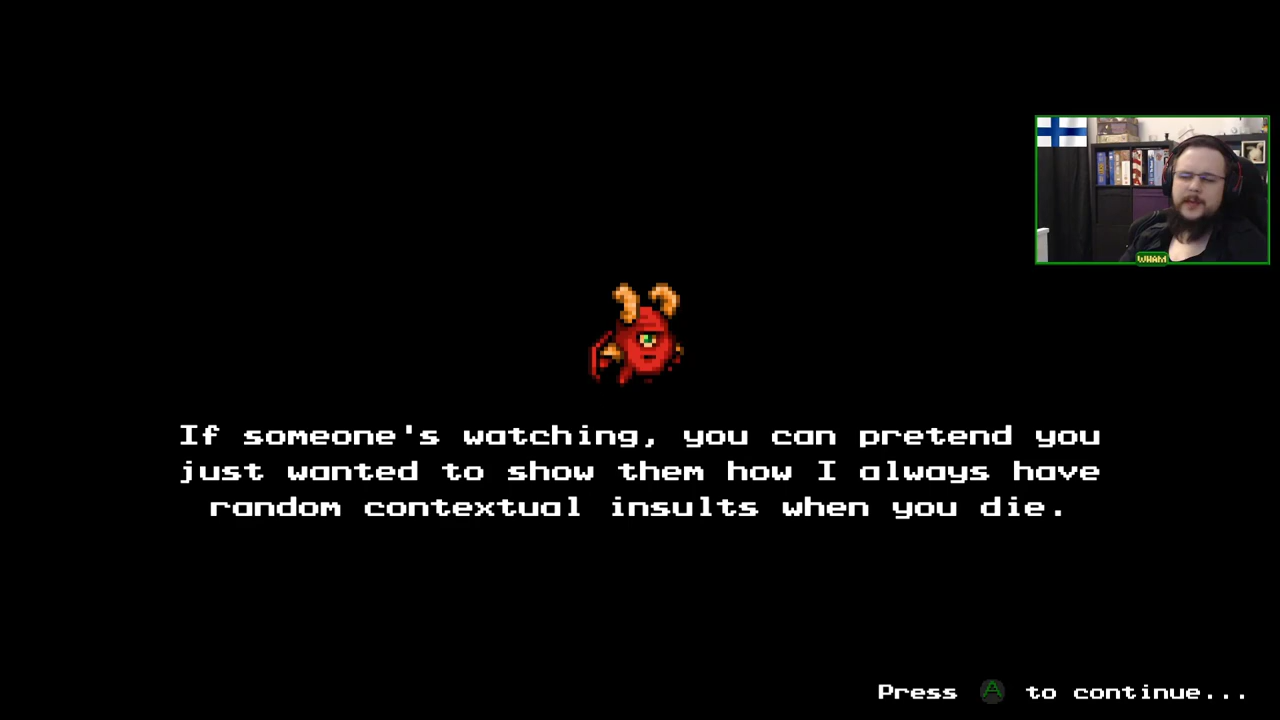 WHAM
If someone's watching, you can pretend you
just wanted to show them how I always have
random contextual insults when you die.
Press A to continue...